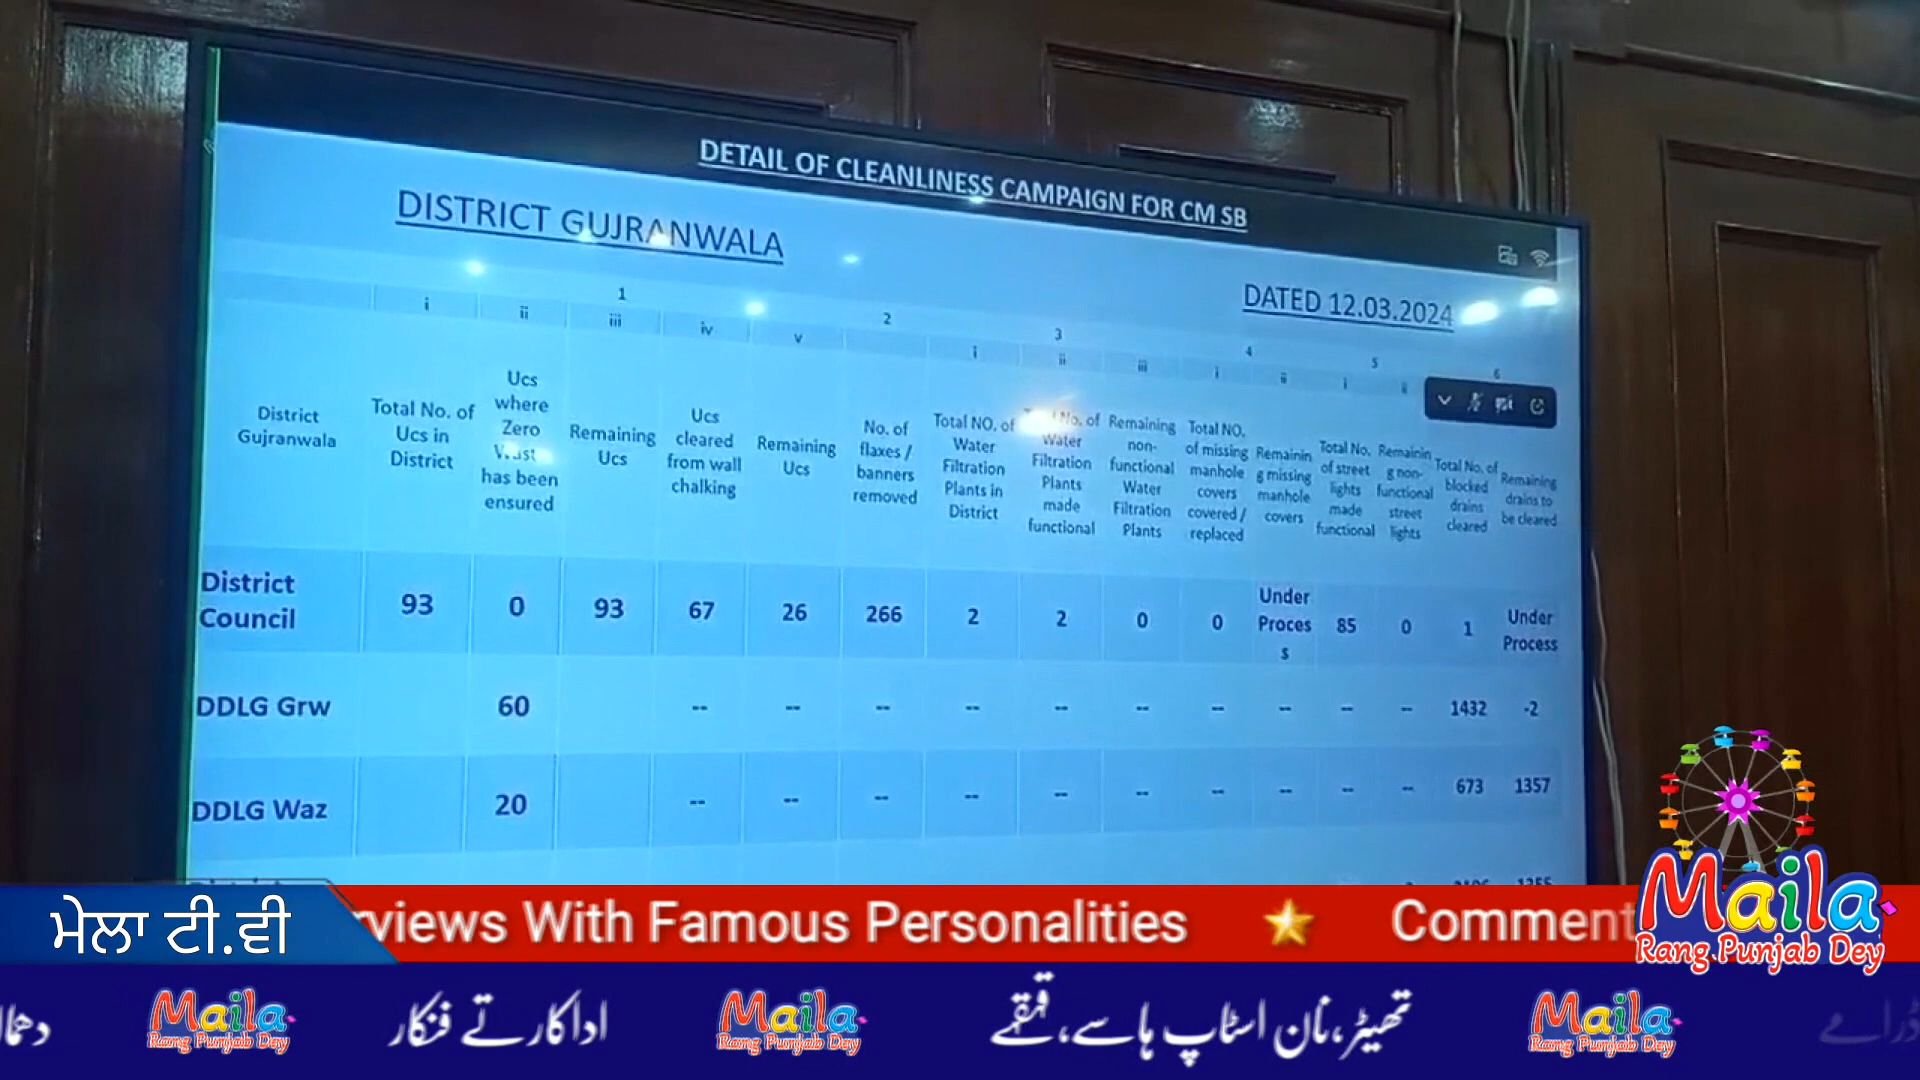 DETAIL OF CLEANLINESS CAMPAIGN FOR CM SB
DISTRICT GUJRANWALA
DATED 12.03.2024
1 2 3 4 5 6
i ii iii iv v i ii iii i ii i ii
District Gujranwala
Total No. of Ucs in District
Ucs where Zero has been ensured
Remaining Ucs
Ucs cleared from wall chalking
Remaining Ucs
No. of flaxes / banners removed
Total NO. of Water Filtration Plants in District
No. of Water Filtration Plants made functional
Remaining non-functional Water Filtration Plants
Total NO. of missing manhole covers covered / replaced
Remaining missing manhole covers
Total No. of street lights made functional
Remaining non-functional street lights
Total No. of blocked drains cleared
Remaining drains to be cleared
District Council 93 0 93 67 26 266 2 2 0 0 Under Process 85 0 1 Under Process
DDLG Grw 60 -- -- -- -- -- -- -- -- -- -- 1432 -2
DDLG Waz 20 -- -- -- -- -- -- -- -- -- -- 673 1357
ਮੇਲਾ ਟੀ.ਵੀ
rviews With Famous Personalities
Comment
Maila
Rang Punjab Dey
Maila
Rang Punjab Dey
اداکار تے فنکار
Maila
Rang Punjab Dey
تھیٹر، نان اسٹاپ ہاسے، قہقہے
Maila
Rang Punjab Dey